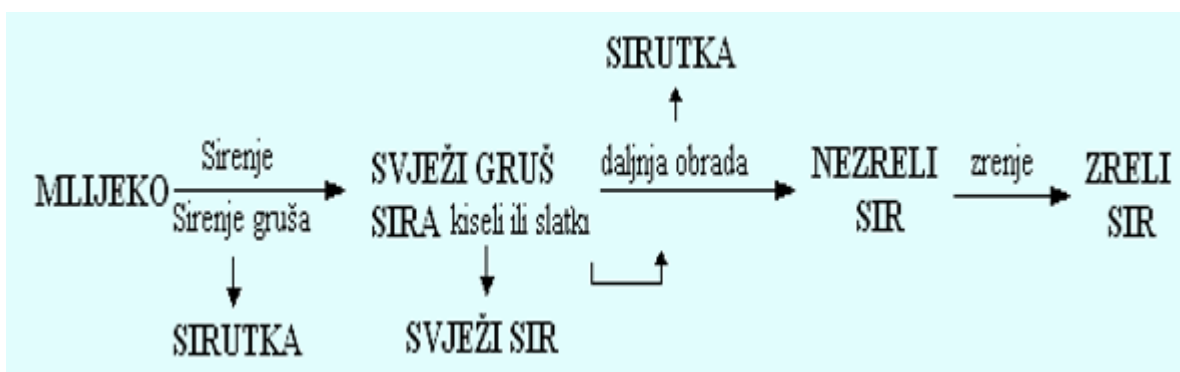 SIRUTKA
Sirenje
SVJEŽI GRUŠ
daljnja obrada
NEZRELI
zrenje
ZRELI
MLIJEKO
Sirenje gruša
SIRA kiseli ili slatki
SIR
SIR
SIRUTKA
SVJEŽI SIR